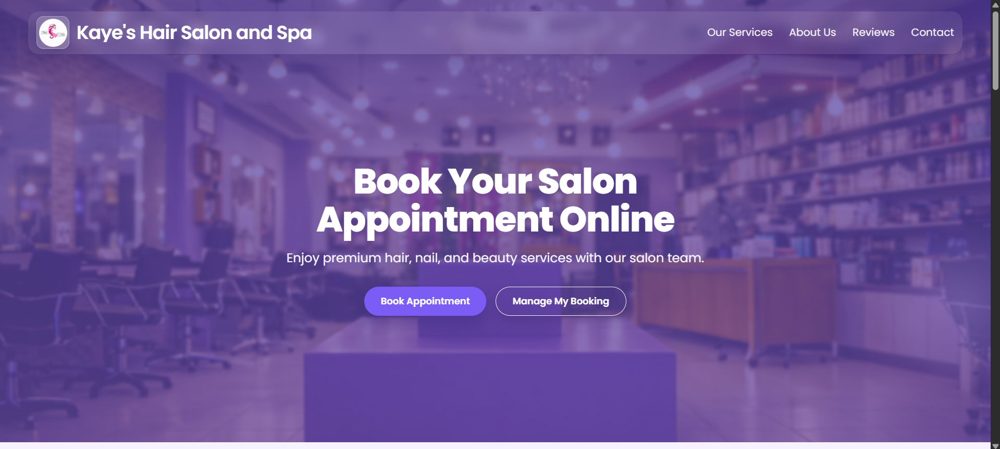 Kaye's Hair Salon and Spa
Our Services
About Us
Reviews
Contact
Book Your Salon
Appointment Online
Enjoy premium hair, nail, and beauty services with our salon team.
Book Appointment
Manage My Booking